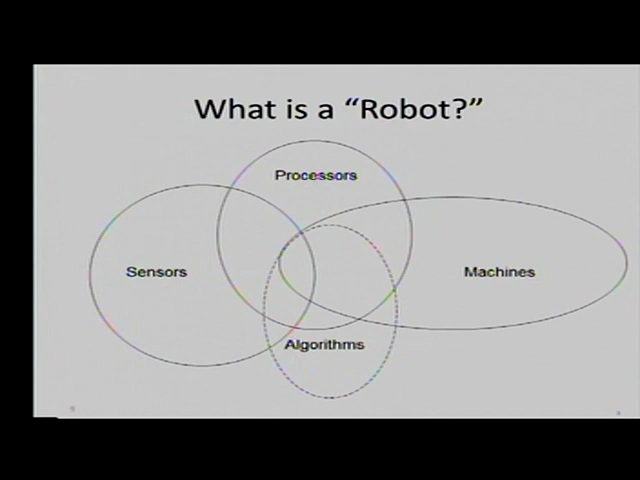 What is a “Robot?”
Processors
Sensors
Machines
Algorithms